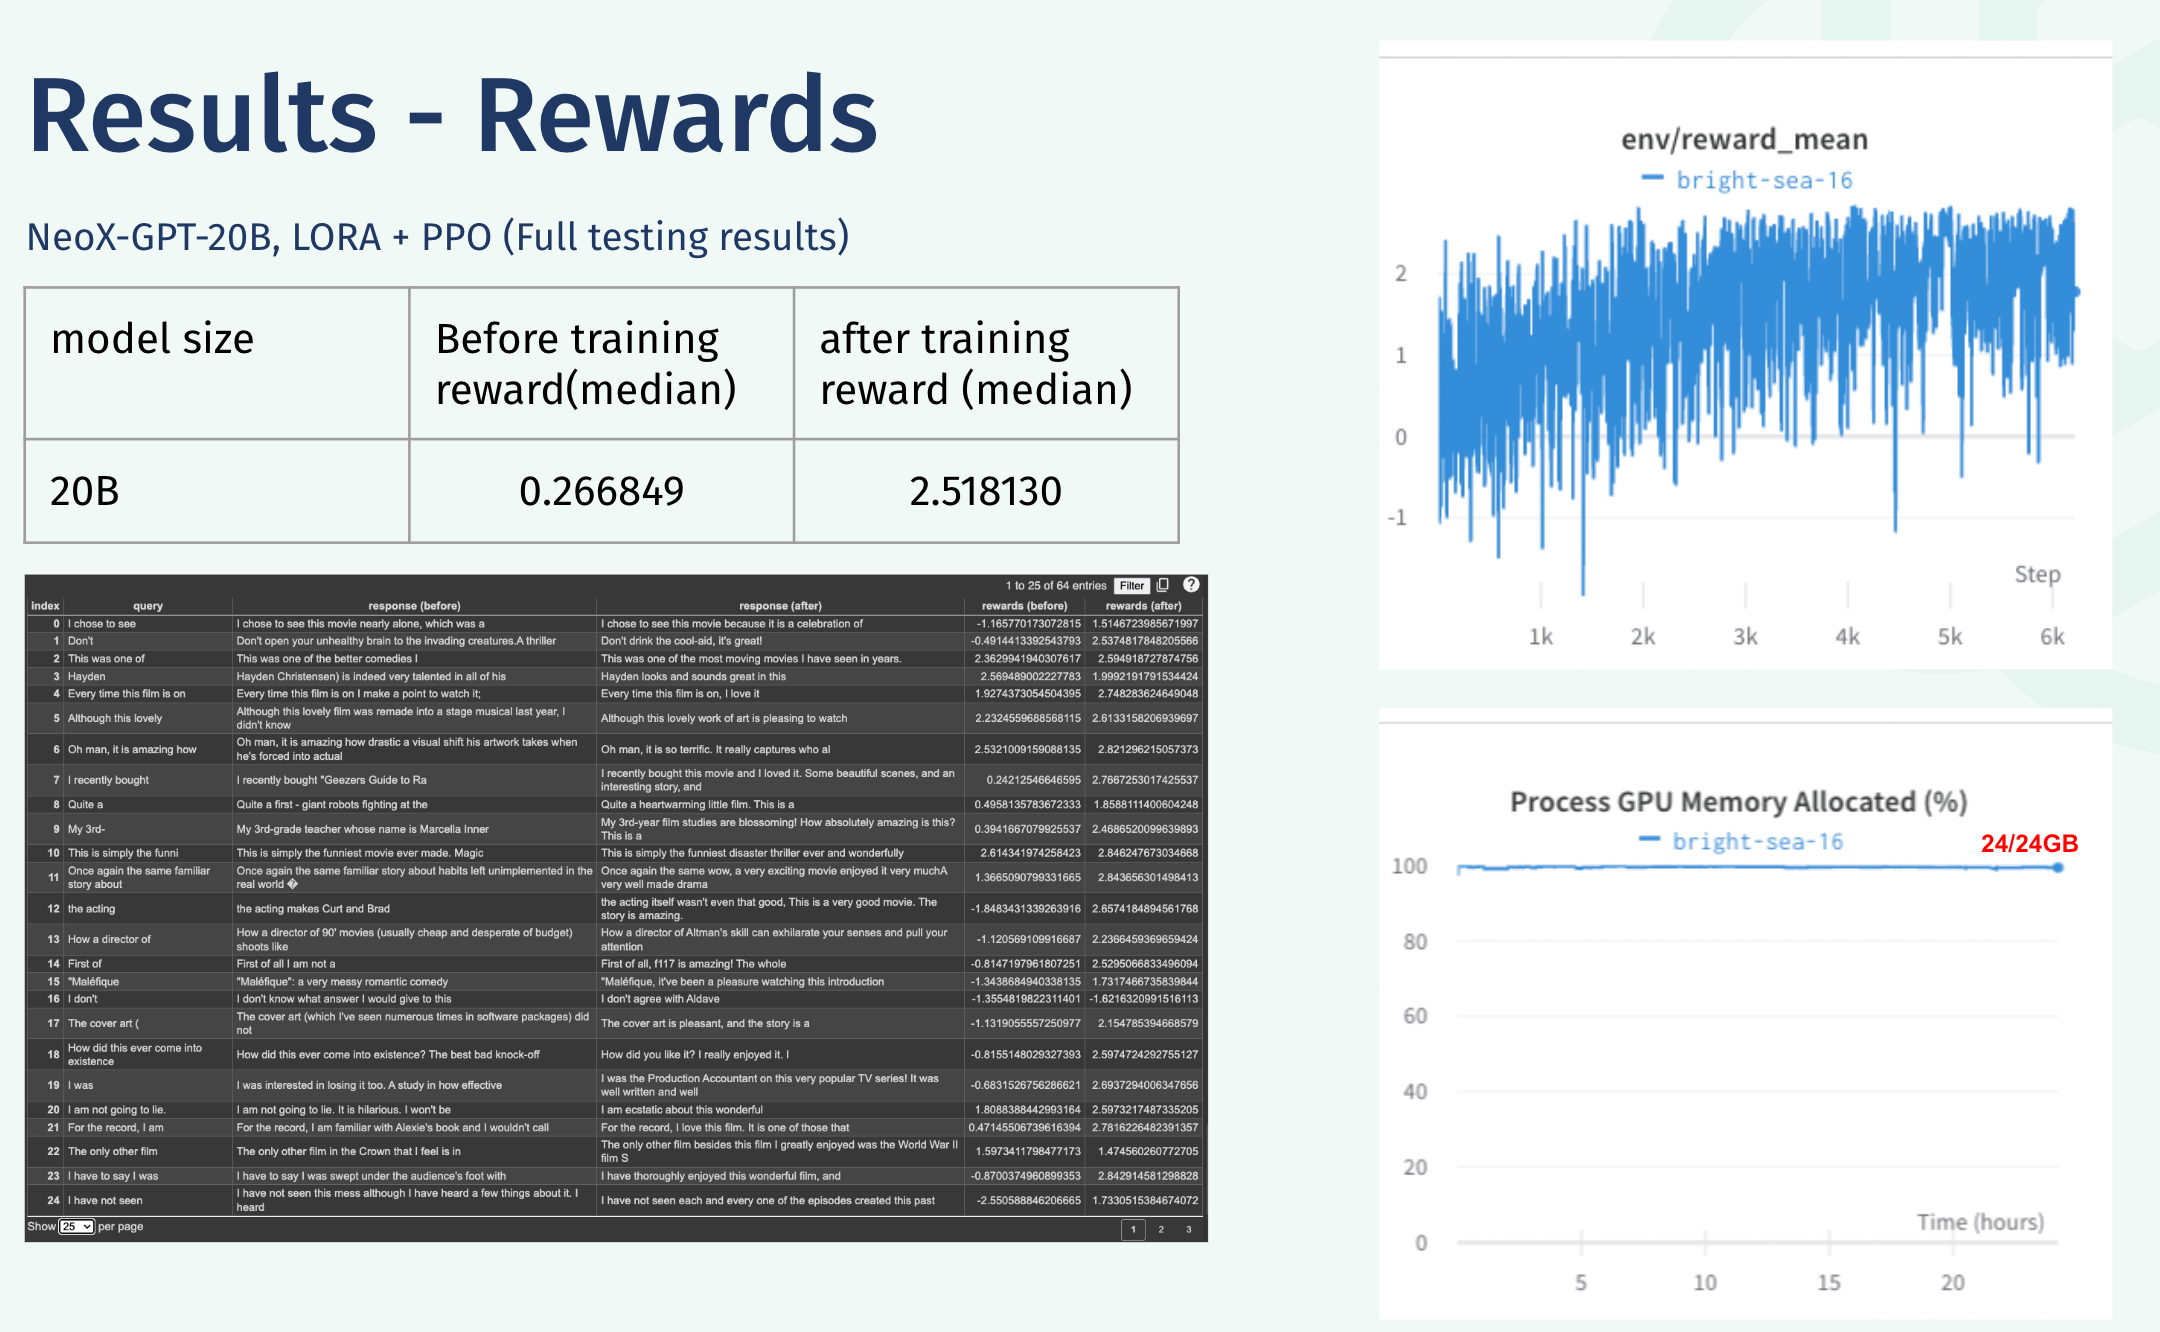 Results - Rewards
NeoX-GPT-20B, LORA + PPO (Full testing results)
model size
Before training
reward(median)
after training
reward (median)
20B
0.266849
2.518130
1 to 25 of 64 entries Filter ?
index query response (before) response (after) rewards (before) rewards (after)
0 I chose to see I chose to see this movie nearly alone, which was a I chose to see this movie because it is a celebration of -1.165770173072815 1.5146723985671997
1 Don't Don't open your unhealthy brain to the invading creatures.A thriller Don't drink the cool-aid, it's great! -0.4914413392543793 2.5374817848205566
2 This was one of This was one of the better comedies I This was one of the most moving movies I have seen in years. 2.3629941940307617 2.594918727874756
3 Hayden Hayden Christensen) is indeed very talented in all of his Hayden looks and sounds great in this 2.569489002227783 1.9992191791534424
4 Every time this film is on Every time this film is on I make a point to watch it; Every time this film is on, I love it 1.9274373054504395 2.748283624649048
5 Although this lovely Although this lovely film was remade into a stage musical last year, I
didn't know Although this lovely work of art is pleasing to watch 2.2324559688568115 2.6133158206939697
6 Oh man, it is amazing how Oh man, it is amazing how drastic a visual shift his artwork takes when
he's forced into actual Oh man, it is so terrific. It really captures who al 2.5321009159088135 2.821296215057373
7 I recently bought I recently bought "Geezers Guide to Ra I recently bought this movie and I loved it. Some beautiful scenes, and an
interesting story, and 0.24212546646595 2.7667253017425537
8 Quite a Quite a first - giant robots fighting at the Quite a heartwarming little film. This is a 0.4958135783672333 1.8588111400604248
9 My 3rd- My 3rd-grade teacher whose name is Marcella Inner My 3rd-year film studies are blossoming! How absolutely amazing is this?
This is a 0.3941667079925537 2.4686520099639893
10 This is simply the funni This is simply the funniest movie ever made. Magic This is simply the funniest disaster thriller ever and wonderfully 2.614341974258423 2.846247673034668
11 Once again the same familiar
story about Once again the same familiar story about habits left unimplemented in the
real world � Once again the same wow, a very exciting movie enjoyed it very muchA
very well made drama 1.3665090799331665 2.843656301498413
12 the acting the acting makes Curt and Brad the acting itself wasn't even that good, This is a very good movie. The
story is amazing. -1.8483431339263916 2.6574184894561768
13 How a director of How a director of 90' movies (usually cheap and desperate of budget)
shoots like How a director of Altman's skill can exhilarate your senses and pull your
attention -1.120569109916687 2.2366459369659424
14 First of First of all I am not a First of all, f117 is amazing! The whole -0.8147197961807251 2.5295066833496094
15 "Maléfique "Maléfique": a very messy romantic comedy "Maléfique, it've been a pleasure watching this introduction -1.3438684940338135 1.7317466735839844
16 I don't I don't know what answer I would give to this I don't agree with Aldave -1.3554819822311401 -1.6216320991516113
17 The cover art ( The cover art (which I've seen numerous times in software packages) did
not The cover art is pleasant, and the story is a -1.1319055557250977 2.154785394668579
18 How did this ever come into
existence How did this ever come into existence? The best bad knock-off How did you like it? I really enjoyed it. I -0.8155148029327393 2.5974724292755127
19 I was I was interested in losing it too. A study in how effective I was the Production Accountant on this very popular TV series! It was
well written and well -0.6831526756286621 2.6937294006347656
20 I am not going to lie. I am not going to lie. It is hilarious. I won't be I am ecstatic about this wonderful 1.8088388442993164 2.5973217487335205
21 For the record, I am For the record, I am familiar with Alexie's book and I wouldn't call For the record, I love this film. It is one of those that 0.47145506739616394 2.7816226482391357
22 The only other film The only other film in the Crown that I feel is in The only other film besides this film I greatly enjoyed was the World War II
film S 1.5973411798477173 1.474560260772705
23 I have to say I was I have to say I was swept under the audience's foot with I have thoroughly enjoyed this wonderful film, and -0.8700374960899353 2.842914581298828
24 I have not seen I have not seen this mess although I have heard a few things about it. I
heard I have not seen each and every one of the episodes created this past -2.550588846206665 1.7330515384674072
Show 25 per page 1 2 3
env/reward_mean
bright-sea-16
2
1
0
-1
Step
1k 2k 3k 4k 5k 6k
Process GPU Memory Allocated (%)
bright-sea-16
24/24GB
100
80
60
40
20
0
Time (hours)
5 10 15 20